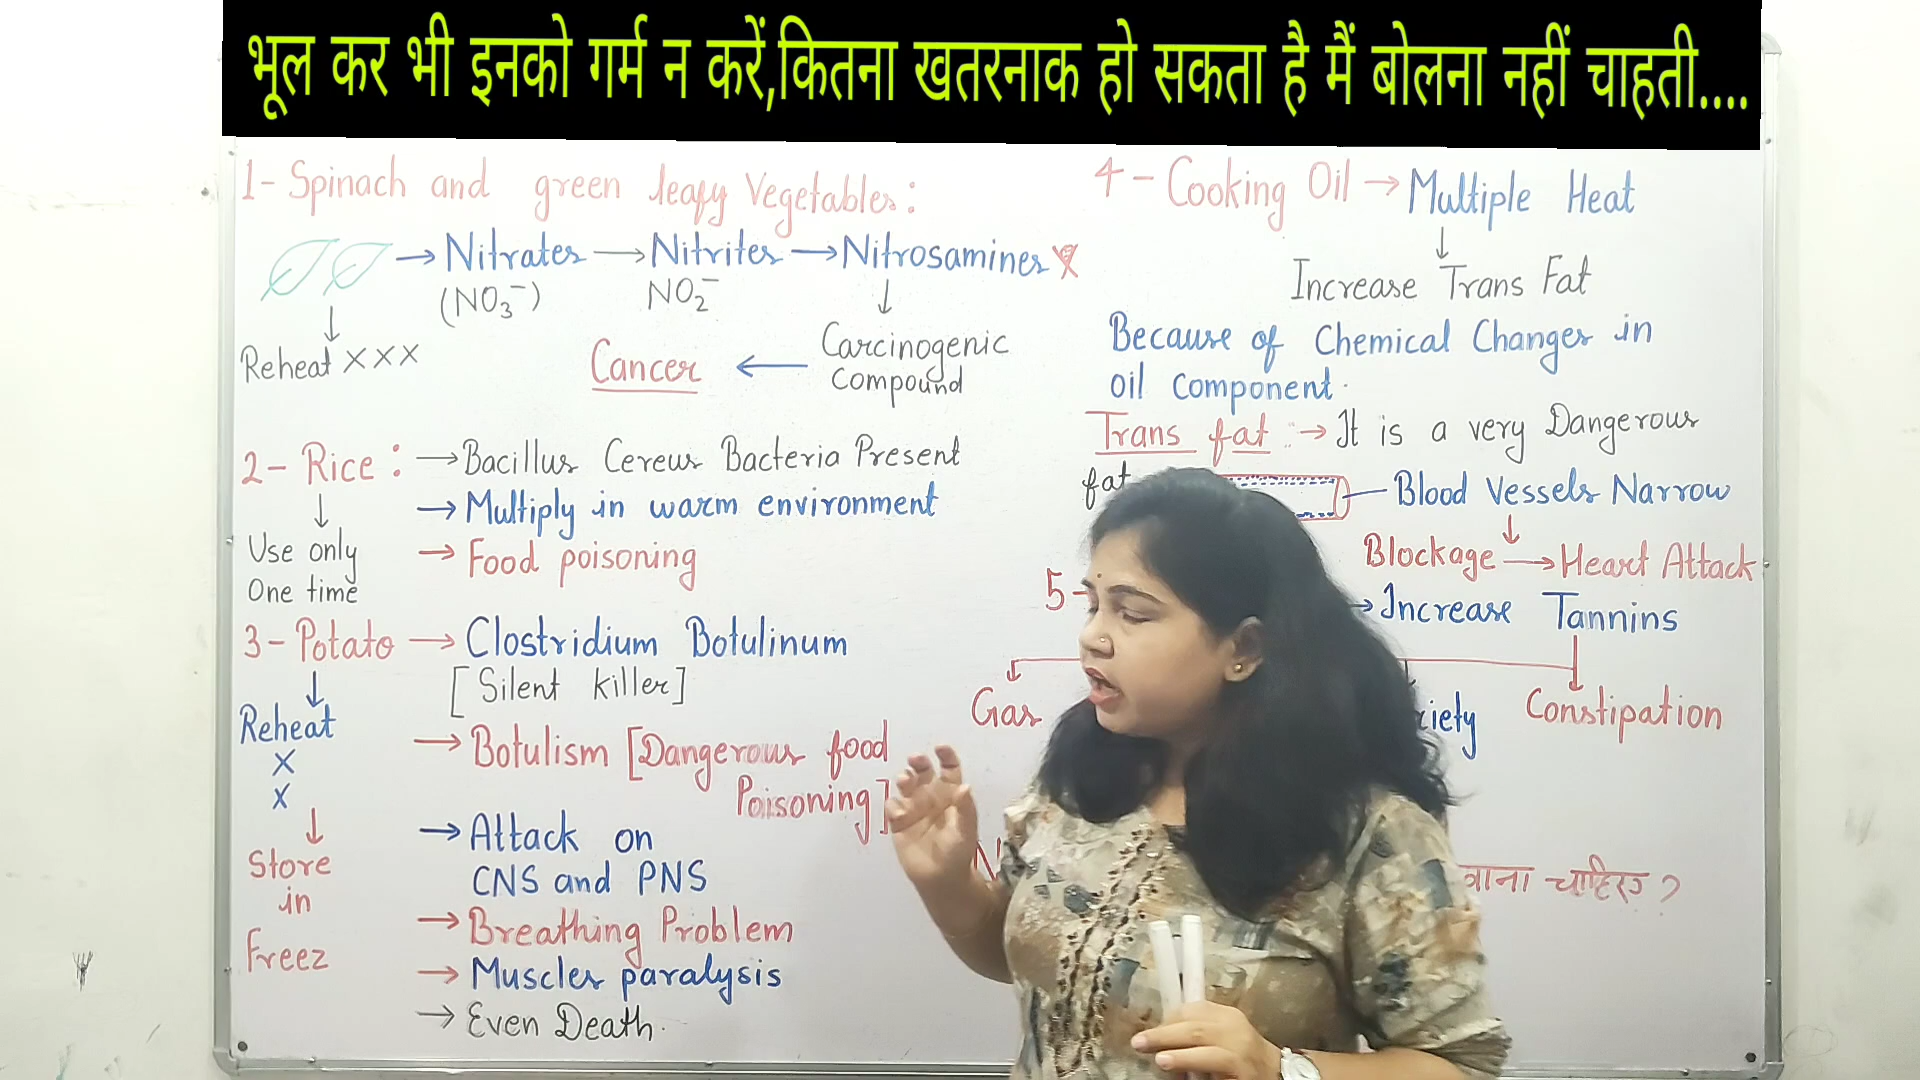 भूल कर भी इनको गर्म न करें,कितना खतरनाक हो सकता है मैं बोलना नहीं चाहती....
1- Spinach and green leafy Vegetables:
→ Nitrates → Nitrites → Nitrosamines
(NO₃⁻) NO₂⁻
↓
Reheat ×××
↓
Carcinogenic
Compound
Cancer ←
2- Rice: → Bacillus Cereus Bacteria Present
→ Multiply in warm environment
→ Food poisoning
↓
Use only
One time
3- Potato → Clostridium Botulinum
[Silent killer]
↓
Reheat
×
×
↓
Store
in
Freez
→ Botulism [Dangerous food
Poisoning]
→ Attack on
CNS and PNS
→ Breathing Problem
→ Muscles paralysis
→ Even Death.
4- Cooking Oil → Multiple Heat
↓
Increase Trans Fat
Because of Chemical Changes in
oil component.
Trans fat :→ It is a very Dangerous
fat
Blood Vessels Narrow
↓
Blockage → Heart Attack
5-
→ Increase Tannins
Gas
Constipation
चाहिए?